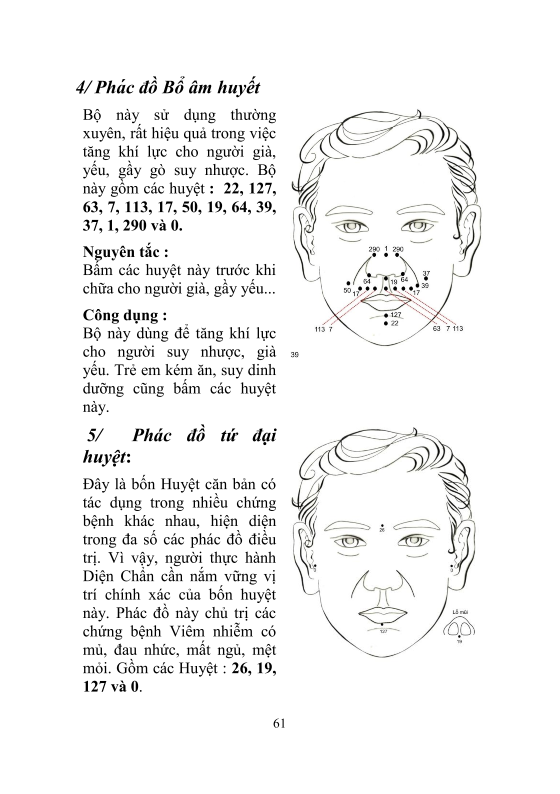 4/ Phác đồ Bổ âm huyết
Bộ này sử dụng thường
xuyên, rất hiệu quả trong việc
tăng khí lực cho người già,
yếu, gầy gò suy nhược. Bộ
này gồm các huyệt : 22, 127,
63, 7, 113, 17, 50, 19, 64, 39,
37, 1, 290 và 0.
Nguyên tắc :
Bấm các huyệt này trước khi
chữa cho người già, gầy yếu...
Công dụng :
Bộ này dùng để tăng khí lực
cho người suy nhược, già
yếu. Trẻ em kém ăn, suy dinh
dưỡng cũng bấm các huyệt
này.
290 1 290
64 19 64 37
50 17 17 39
127
22
113 7 63 7 113
39
5/ Phác đồ tứ đại
huyệt:
Đây là bốn Huyệt căn bản có
tác dụng trong nhiều chứng
bệnh khác nhau, hiện diện
trong đa số các phác đồ điều
trị. Vì vậy, người thực hành
Diện Chẩn cần nắm vững vị
trí chính xác của bốn huyệt
này. Phác đồ này chủ trị các
chứng bệnh Viêm nhiễm có
mủ, đau nhức, mất ngủ, mệt
mỏi. Gồm các Huyệt : 26, 19,
127 và 0.
26
127
Lỗ mũi
19
61